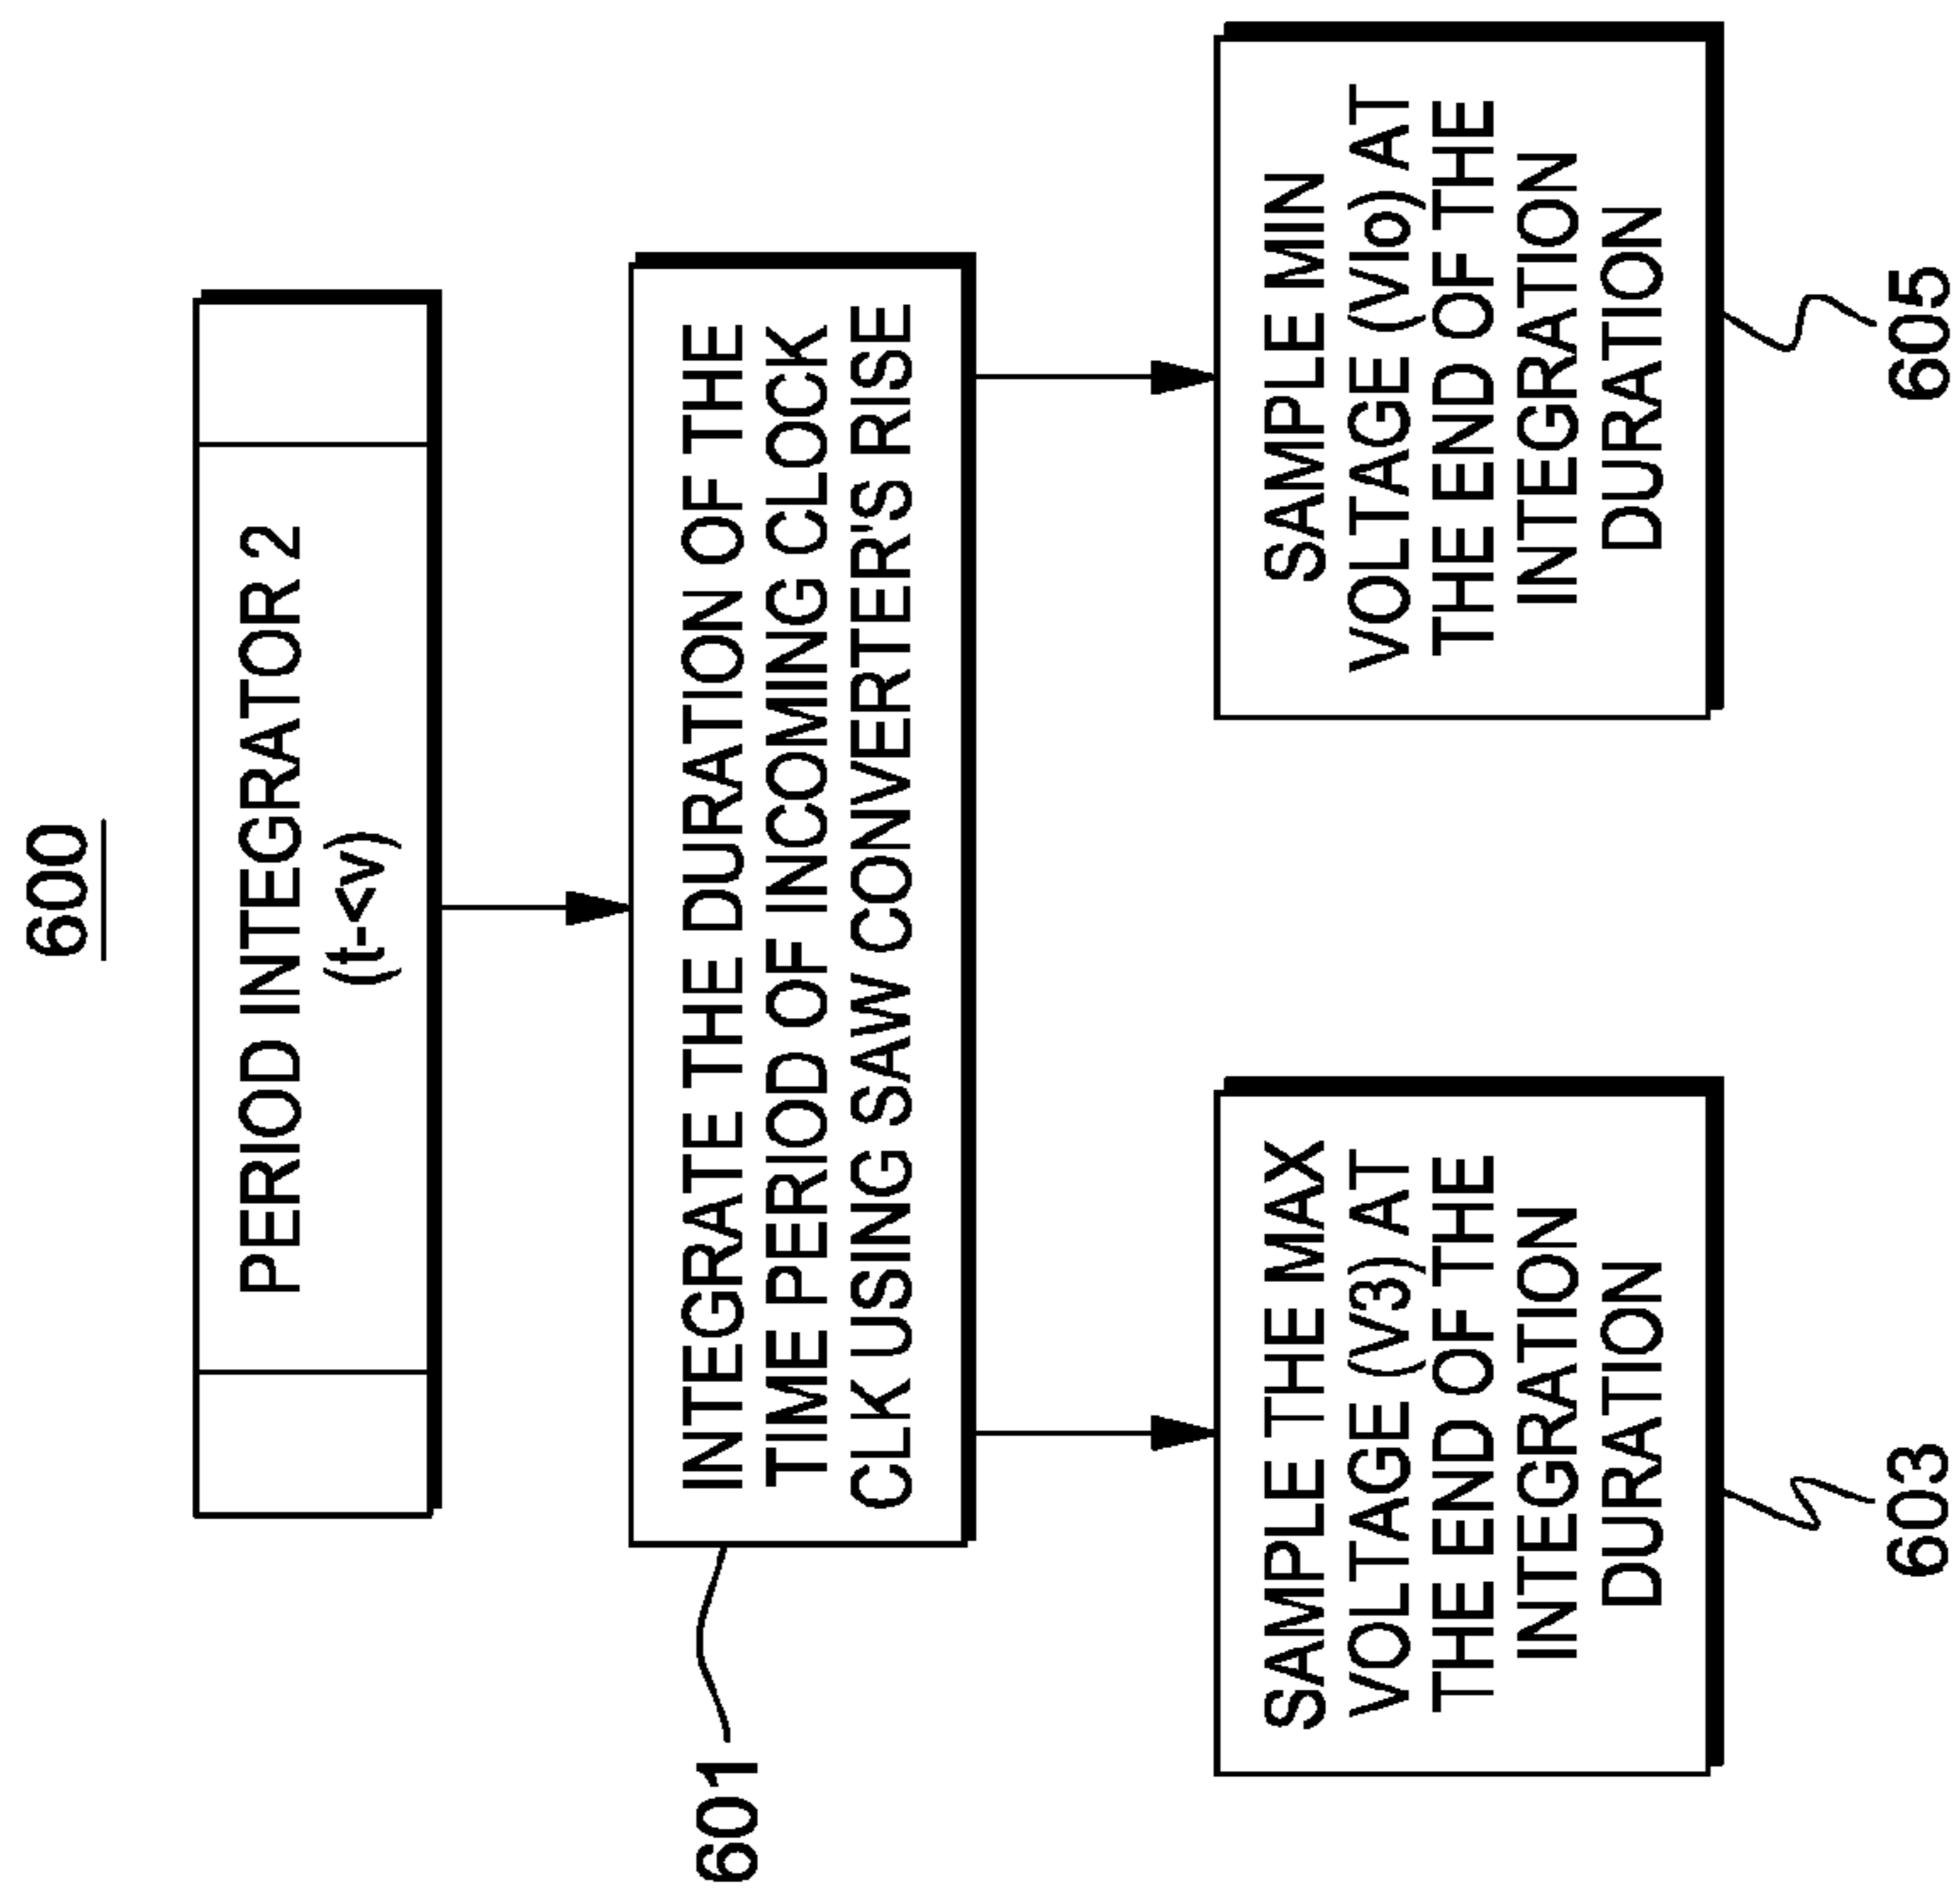 600
PERIOD INTEGRATOR 2
(t-<v)
601
INTEGRATE THE DURATION OF THE
TIME PERIOD OF INCOMING CLOCK
CLK USING SAW CONVERTER'S RISE
SAMPLE THE MAX
VOLTAGE (V3) AT
THE END OF THE
INTEGRATION
DURATION
603
SAMPLE MIN
VOLTAGE (Vlo) AT
THE END OF THE
INTEGRATION
DURATION
605